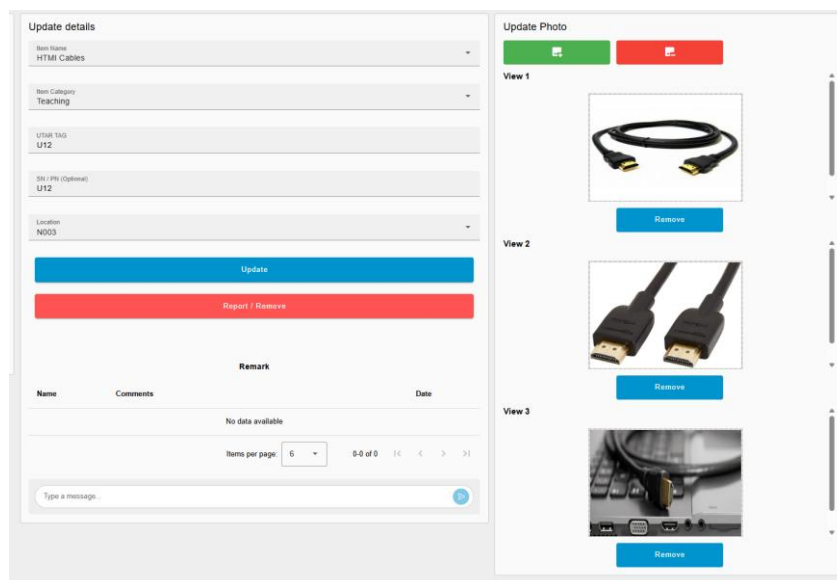 Update details
Item Name
HTMI Cables
Item Category
Teaching
UTAR TAG
U12
SN / PN (Optional)
U12
Location
N003
Update
Report / Remove
Remark
Name Comments Date
No data available
Items per page: 6 0-0 of 0
Type a message..
Update Photo
View 1
Remove
View 2
Remove
View 3
Remove